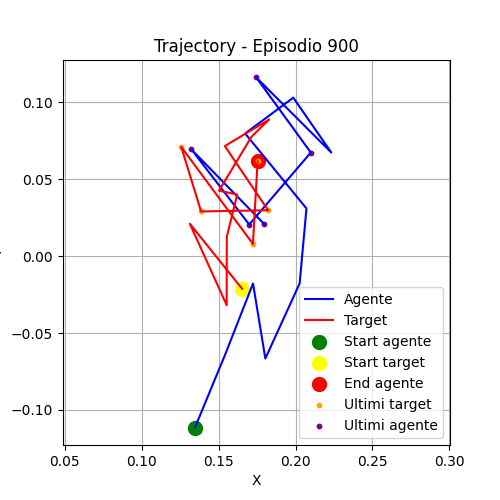 Trajectory - Episodio 900
0.10
0.05
0.00
−0.05
−0.10
0.05
0.10
0.15
0.20
0.25
0.30
X
Agente
Target
Start agente
Start target
End agente
Ultimi target
Ultimi agente